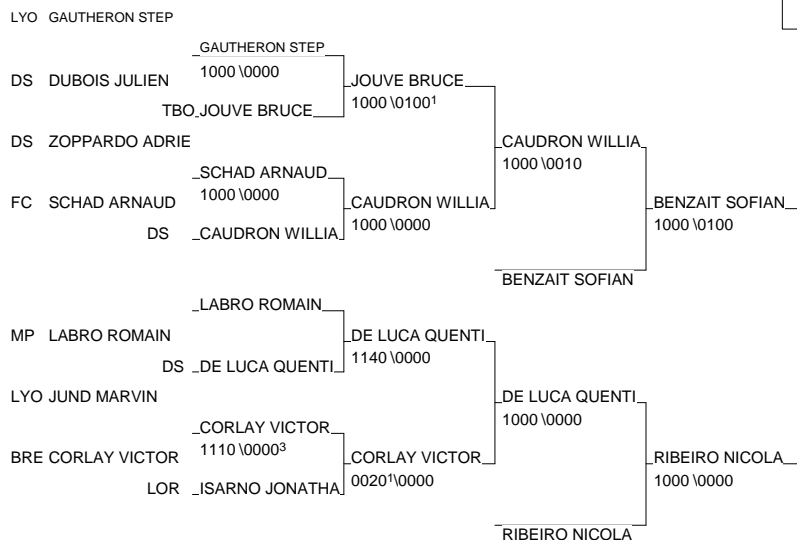 LYO GAUTHERON STEP
GAUTHERON STEP
1000 \0000
DS DUBOIS JULIEN
JOUVE BRUCE
1000 \0100¹
TBO JOUVE BRUCE
DS ZOPPARDO ADRIE
CAUDRON WILLIA
1000 \0010
SCHAD ARNAUD
1000 \0000
FC SCHAD ARNAUD
CAUDRON WILLIA
1000 \0000
BENZAIT SOFIAN
1000 \0100
DS CAUDRON WILLIA
BENZAIT SOFIAN
LABRO ROMAIN
MP LABRO ROMAIN
DE LUCA QUENTI
1140 \0000
DS DE LUCA QUENTI
LYO JUND MARVIN
DE LUCA QUENTI
1000 \0000
CORLAY VICTOR
1110 \0000³
BRE CORLAY VICTOR
CORLAY VICTOR
0020¹\0000
RIBEIRO NICOLA
1000 \0000
LOR ISARNO JONATHA
RIBEIRO NICOLA